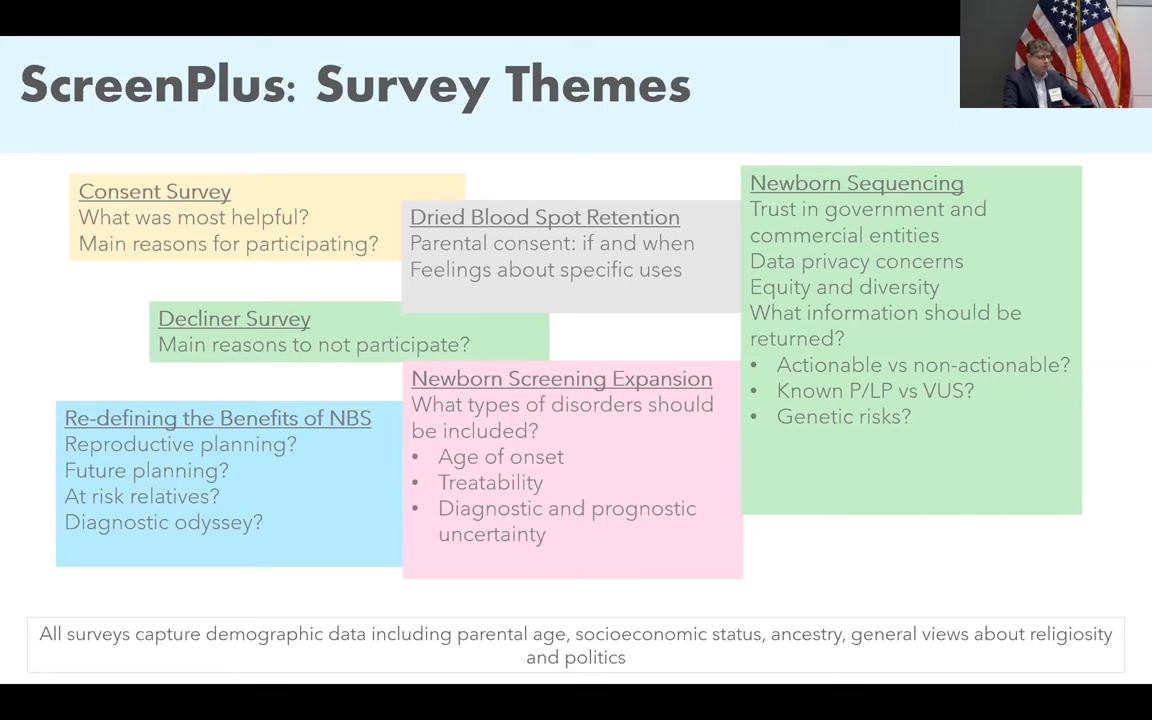 ScreenPlus: Survey Themes
Consent Survey
What was most helpful?
Main reasons for participating?
Dried Blood Spot Retention
Parental consent: if and when
Feelings about specific uses
Newborn Sequencing
Trust in government and
commercial entities
Data privacy concerns
Equity and diversity
What information should be
returned?
• Actionable vs non-actionable?
• Known P/LP vs VUS?
• Genetic risks?
Decliner Survey
Main reasons to not participate?
Re-defining the Benefits of NBS
Reproductive planning?
Future planning?
At risk relatives?
Diagnostic odyssey?
Newborn Screening Expansion
What types of disorders should
be included?
• Age of onset
• Treatability
• Diagnostic and prognostic
uncertainty
All surveys capture demographic data including parental age, socioeconomic status, ancestry, general views about religiosity
and politics